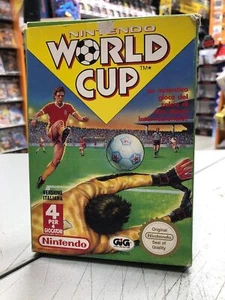 NINTENDO
WORLD
CUP
TM
VERSIONE
ITALIANA
4
PER
GIOCATORI
Nintendo
GiG
Original
Nintendo
Seal of
Quality